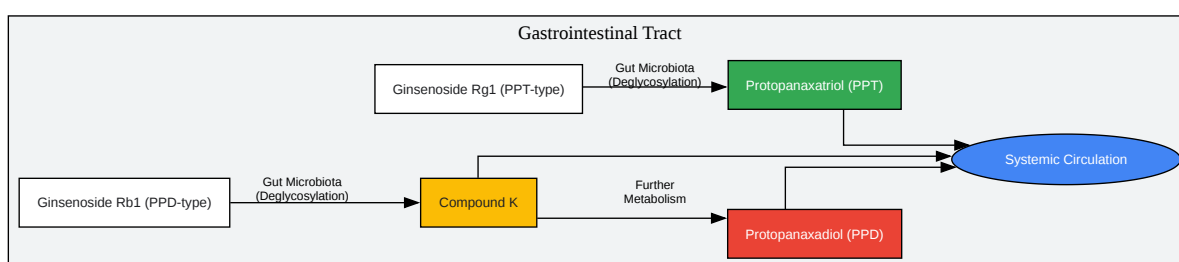 Gastrointestinal Tract
Ginsenoside Rg1 (PPT-type)
Gut Microbiota
(Deglycosylation)
Protopanaxatriol (PPT)
Systemic Circulation
Ginsenoside Rb1 (PPD-type)
Gut Microbiota
(Deglycosylation)
Compound K
Further
Metabolism
Protopanaxadiol (PPD)